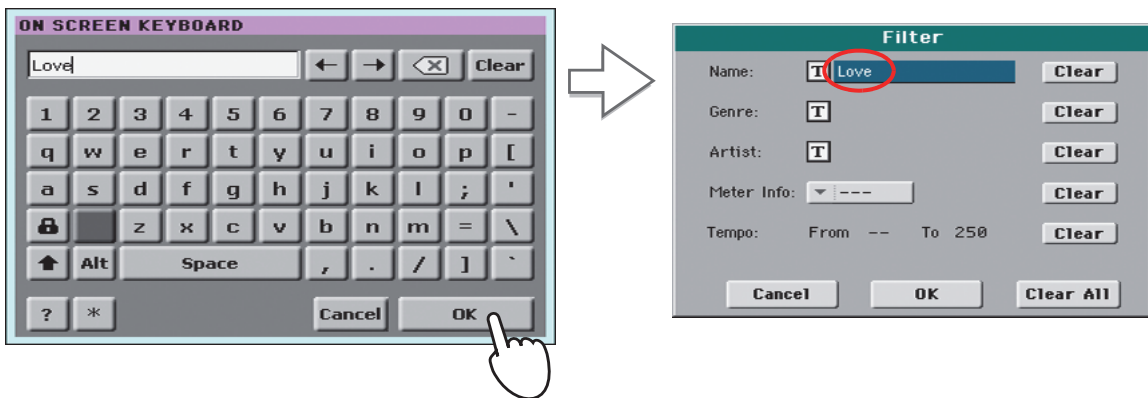 ON SCREEN KEYBOARD
Love ← → ⌫ Clear
1 2 3 4 5 6 7 8 9 0 -
q w e r t y u i o p [
a s d f g h j k l ; '
z x c v b n m = \
Alt Space , . / ] `
? * Cancel OK
Filter
Name: T Love Clear
Genre: T Clear
Artist: T Clear
Meter Info: --- Clear
Tempo: From -- To 250 Clear
Cancel OK Clear All